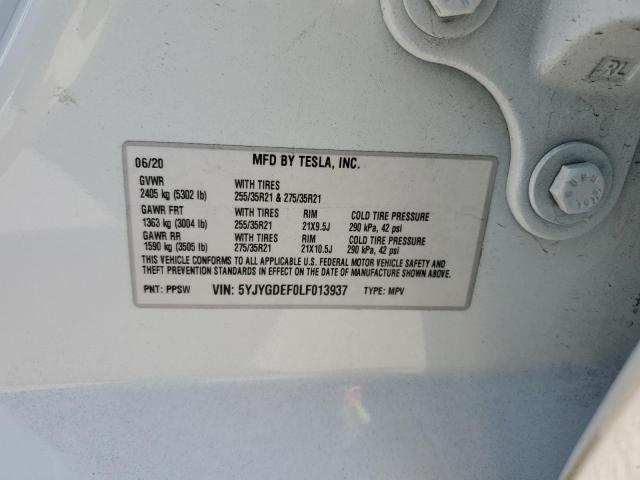 RL
06/20 MFD BY TESLA, INC.
GVWR WITH TIRES
2405 kg (5302 lb) 255/35R21 & 275/35R21
GAWR FRT WITH TIRES RIM COLD TIRE PRESSURE
1363 kg (3004 lb) 255/35R21 21X9.5J 290 kPa, 42 psi
GAWR RR WITH TIRES RIM COLD TIRE PRESSURE
1590 kg (3505 lb) 275/35R21 21X10.5J 290 kPa, 42 psi
THIS VEHICLE CONFORMS TO ALL APPLICABLE U.S. FEDERAL MOTOR VEHICLE SAFETY AND
THEFT PREVENTION STANDARDS IN EFFECT ON THE DATE OF MANUFACTURE SHOWN ABOVE.
PNT: PPSW VIN: 5YJYGDEF0LF013937 TYPE: MPV